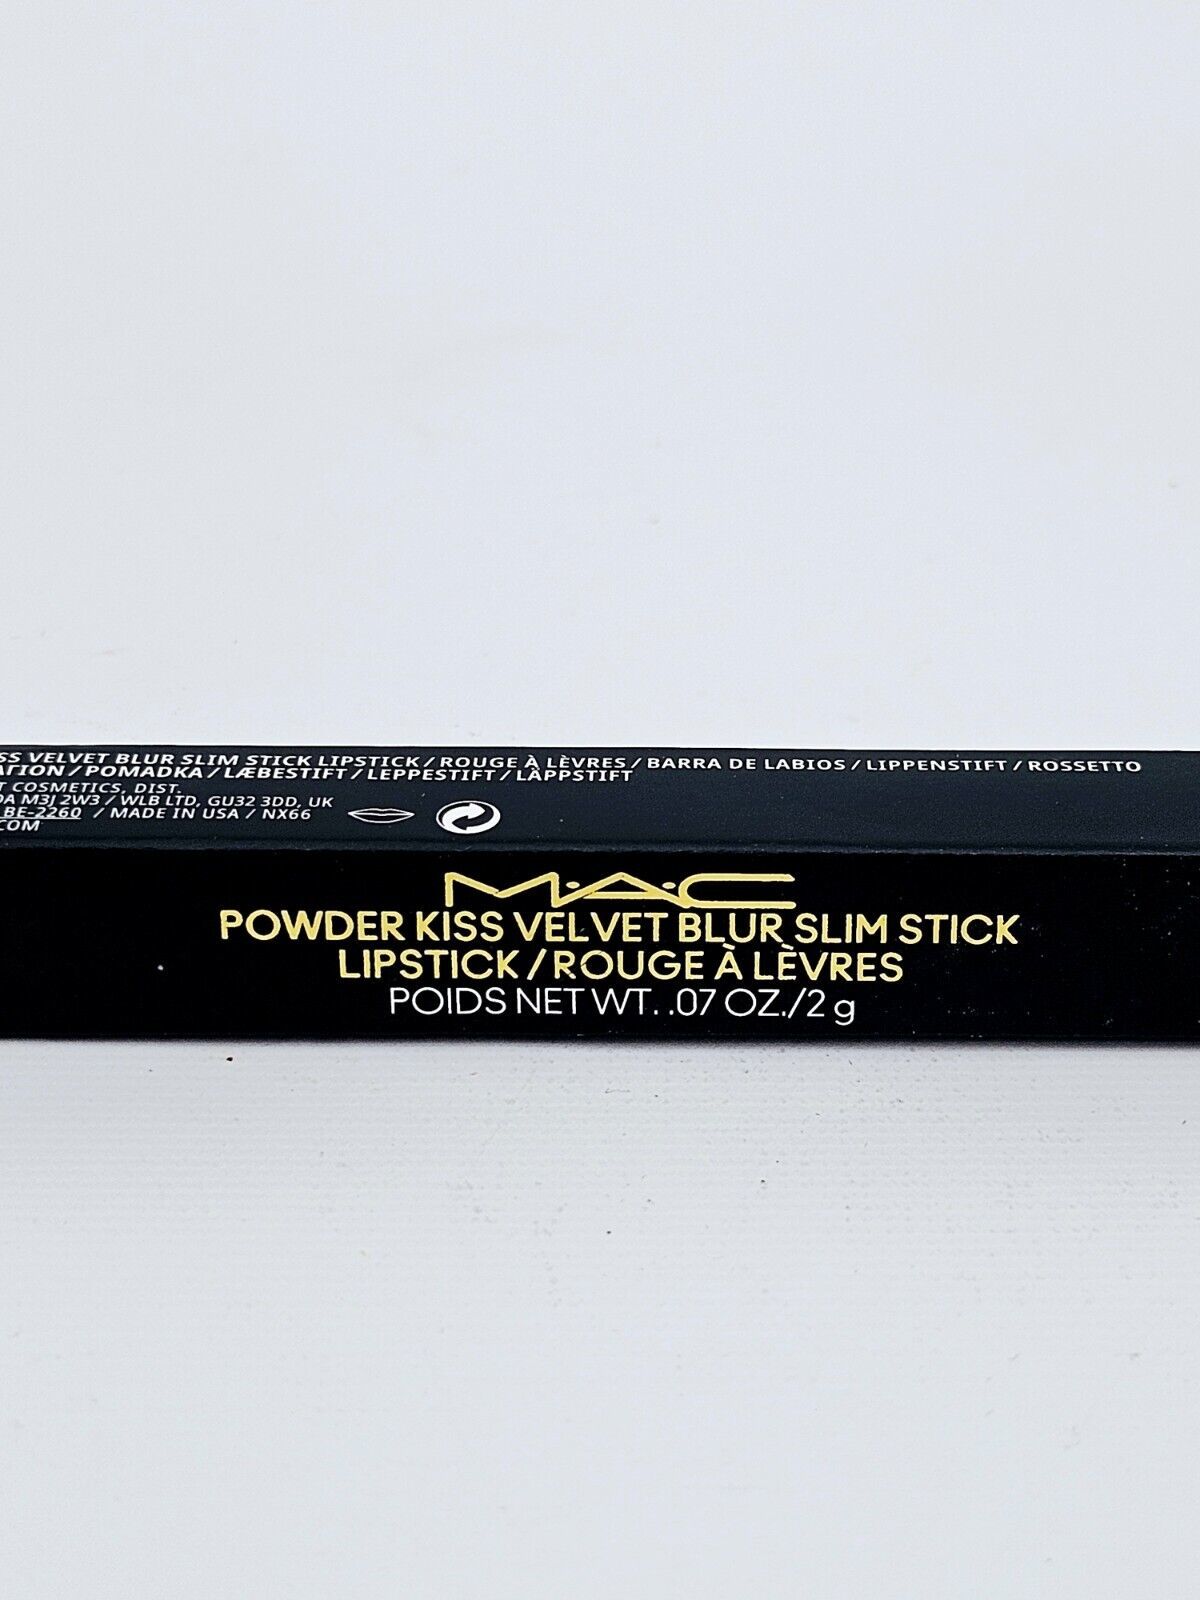 SS VELVET BLUR SLIM STICK LIPSTICK / ROUGE À LÈVRES / BARRA DE LABIOS / LIPPENSTIFT / ROSSETTO
ATION / POMADKA / LÆBESTIFT / LEPPESTIFT / LÄPPSTIFT
T COSMETICS, DIST.
DA M3J 2W3 / WLB LTD, GU32 3DD, UK
BE-2260 / MADE IN USA / NX66
COM
M·A·C
POWDER KISS VELVET BLUR SLIM STICK
LIPSTICK / ROUGE À LÈVRES
POIDS NET WT. .07 OZ./2 g